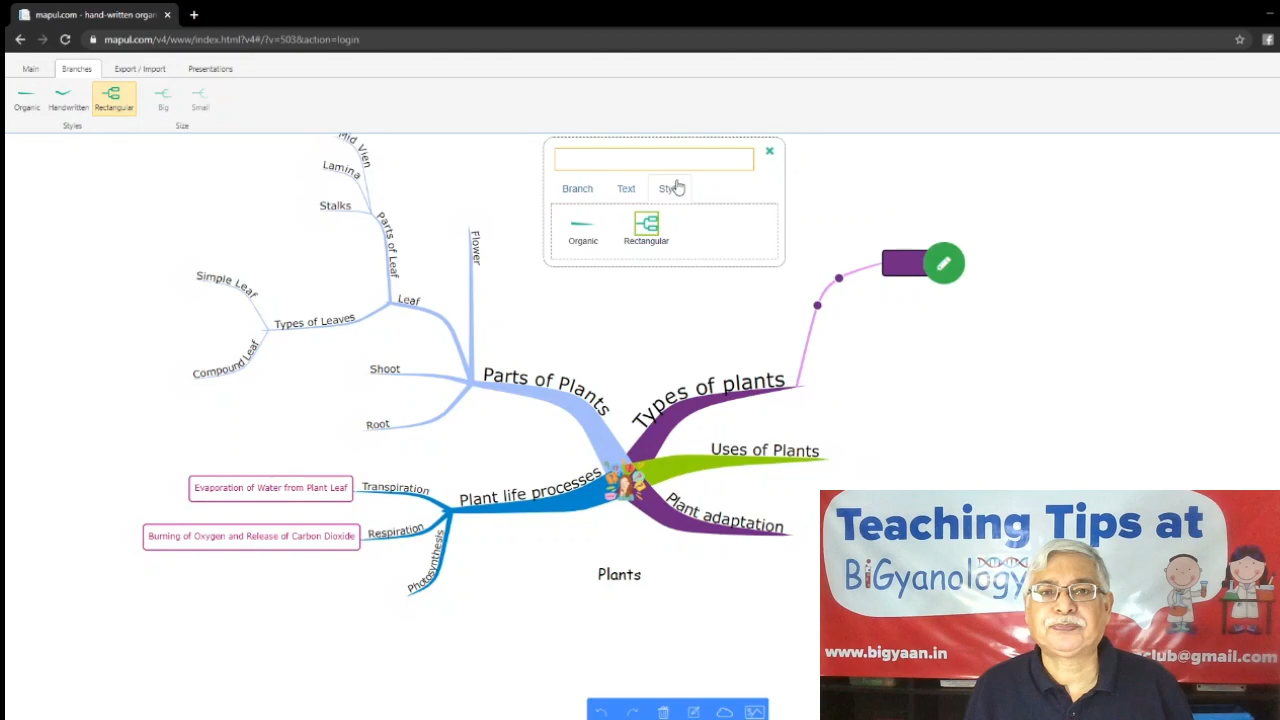 mapul.com - hand-written orga
mapul.com/v4/www/index.html?v4#/?v=503&action=login
Main
Branches
Export / Import
Presentations
Organic
Handwritten
Rectangular
Big
Small
Styles
Size
Branch
Text
Organic
Rectangular
Mid Vien
Lamina
Stalks
Parts of Leaf
Flower
Simple Leaf
Leaf
Types of Leaves
Compound Leaf
Shoot
Root
Parts of Plants
Types of plants
Uses of Plants
Plant adaptation
Plant life processes
Transpiration
Evaporation of Water from Plant Leaf
Respiration
Burning of Oxygen and Release of Carbon Dioxide
Photosynthesis
Plants
Teaching Tips at
BiGyanology
www.bigyaan.in
club@gmail.com